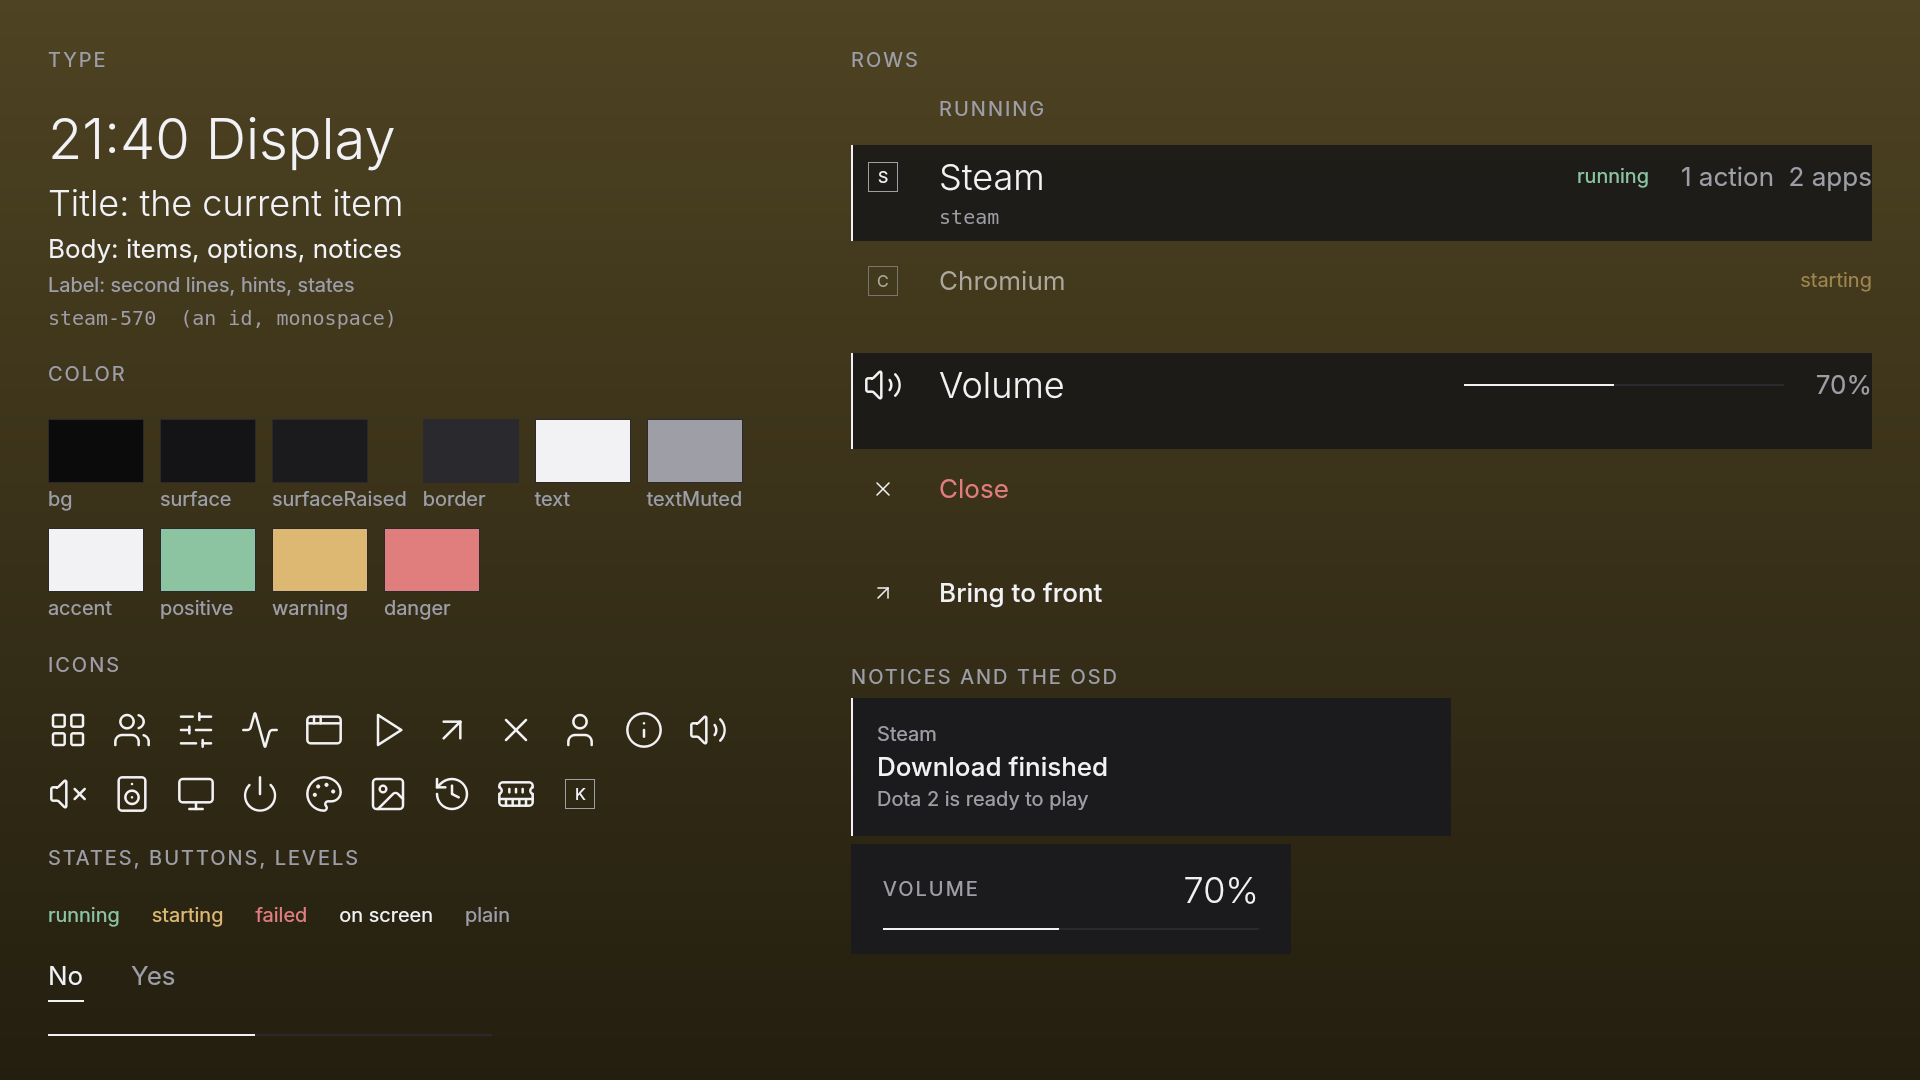 TYPE
21:40 Display
Title: the current item
Body: items, options, notices
Label: second lines, hints, states
steam-570 (an id, monospace)
COLOR
bg surface surfaceRaised border text textMuted
accent positive warning danger
ICONS
K
STATES, BUTTONS, LEVELS
running starting failed on screen plain
No Yes
ROWS
RUNNING
S Steam running 1 action 2 apps
steam
C Chromium starting
Volume 70%
Close
Bring to front
NOTICES AND THE OSD
Steam
Download finished
Dota 2 is ready to play
VOLUME 70%